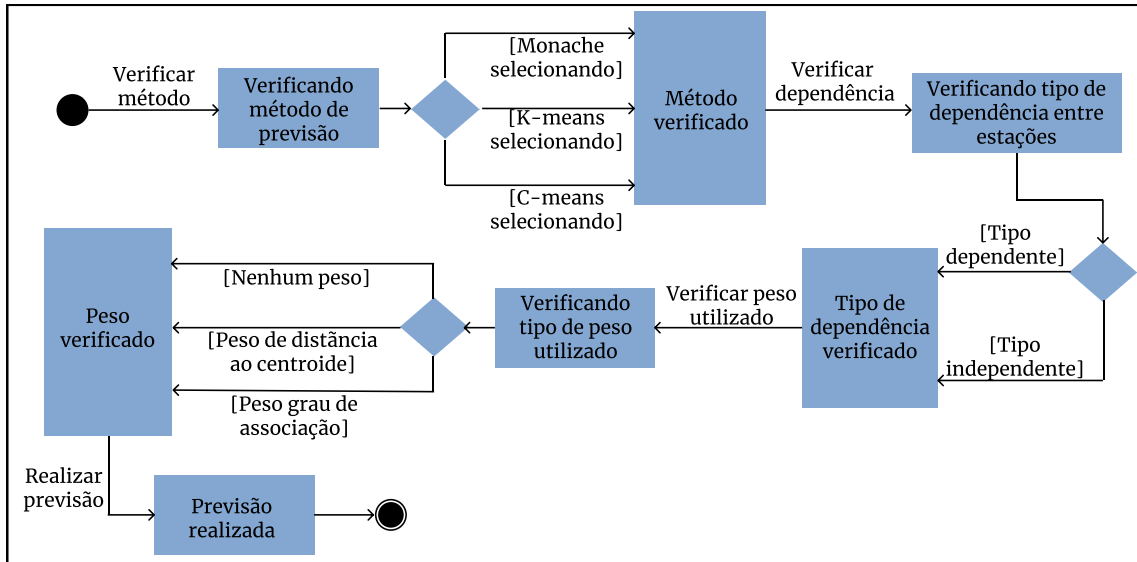 Verificar
método
Verificando
método de
previsão
[Monache
selecionando]
[K-means
selecionando]
[C-means
selecionando]
Método
verificado
Verificar
dependência
Verificando tipo de
dependência entre
estações
[Tipo
dependente]
[Tipo
independente]
Tipo de
dependência
verificado
Verificar peso
utilizado
Verificando
tipo de peso
utilizado
[Nenhum peso]
[Peso de distãncia
ao centroide]
[Peso grau de
associação]
Peso
verificado
Realizar
previsão
Previsão
realizada